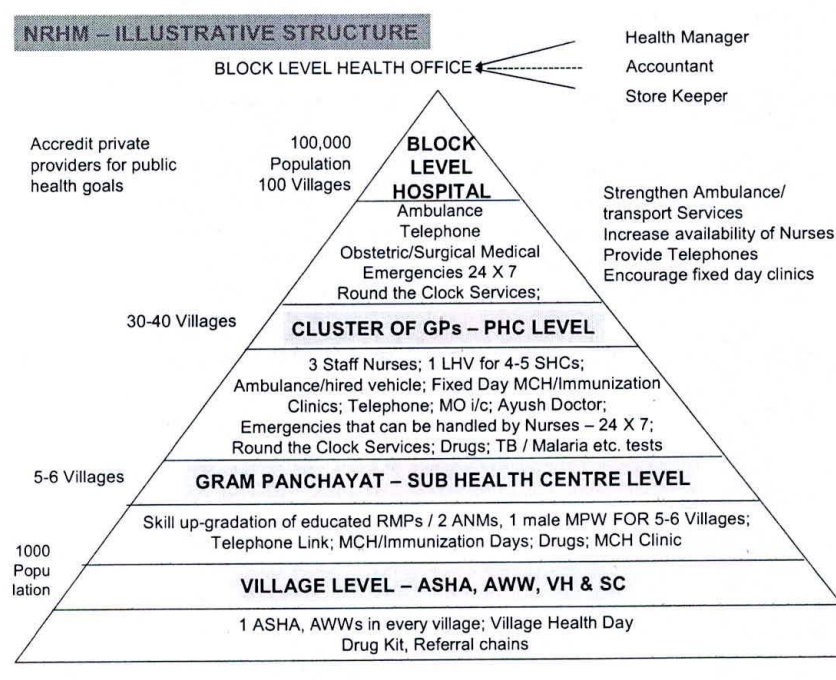 NRHM – ILLUSTRATIVE STRUCTURE
BLOCK LEVEL HEALTH OFFICE
Health Manager
Accountant
Store Keeper
Accredit private
providers for public
health goals
100,000
Population
100 Villages
BLOCK
LEVEL
HOSPITAL
Ambulance
Telephone
Obstetric/Surgical Medical
Emergencies 24 X 7
Round the Clock Services;
Strengthen Ambulance/
transport Services
Increase availability of Nurses
Provide Telephones
Encourage fixed day clinics
30-40 Villages
CLUSTER OF GPs – PHC LEVEL
3 Staff Nurses; 1 LHV for 4-5 SHCs;
Ambulance/hired vehicle; Fixed Day MCH/Immunization
Clinics; Telephone; MO i/c; Ayush Doctor;
Emergencies that can be handled by Nurses – 24 X 7;
Round the Clock Services; Drugs; TB / Malaria etc. tests
5-6 Villages
GRAM PANCHAYAT – SUB HEALTH CENTRE LEVEL
Skill up-gradation of educated RMPs / 2 ANMs, 1 male MPW FOR 5-6 Villages;
Telephone Link; MCH/Immunization Days; Drugs; MCH Clinic
1000
Popu
lation
VILLAGE LEVEL – ASHA, AWW, VH & SC
1 ASHA, AWWs in every village; Village Health Day
Drug Kit, Referral chains